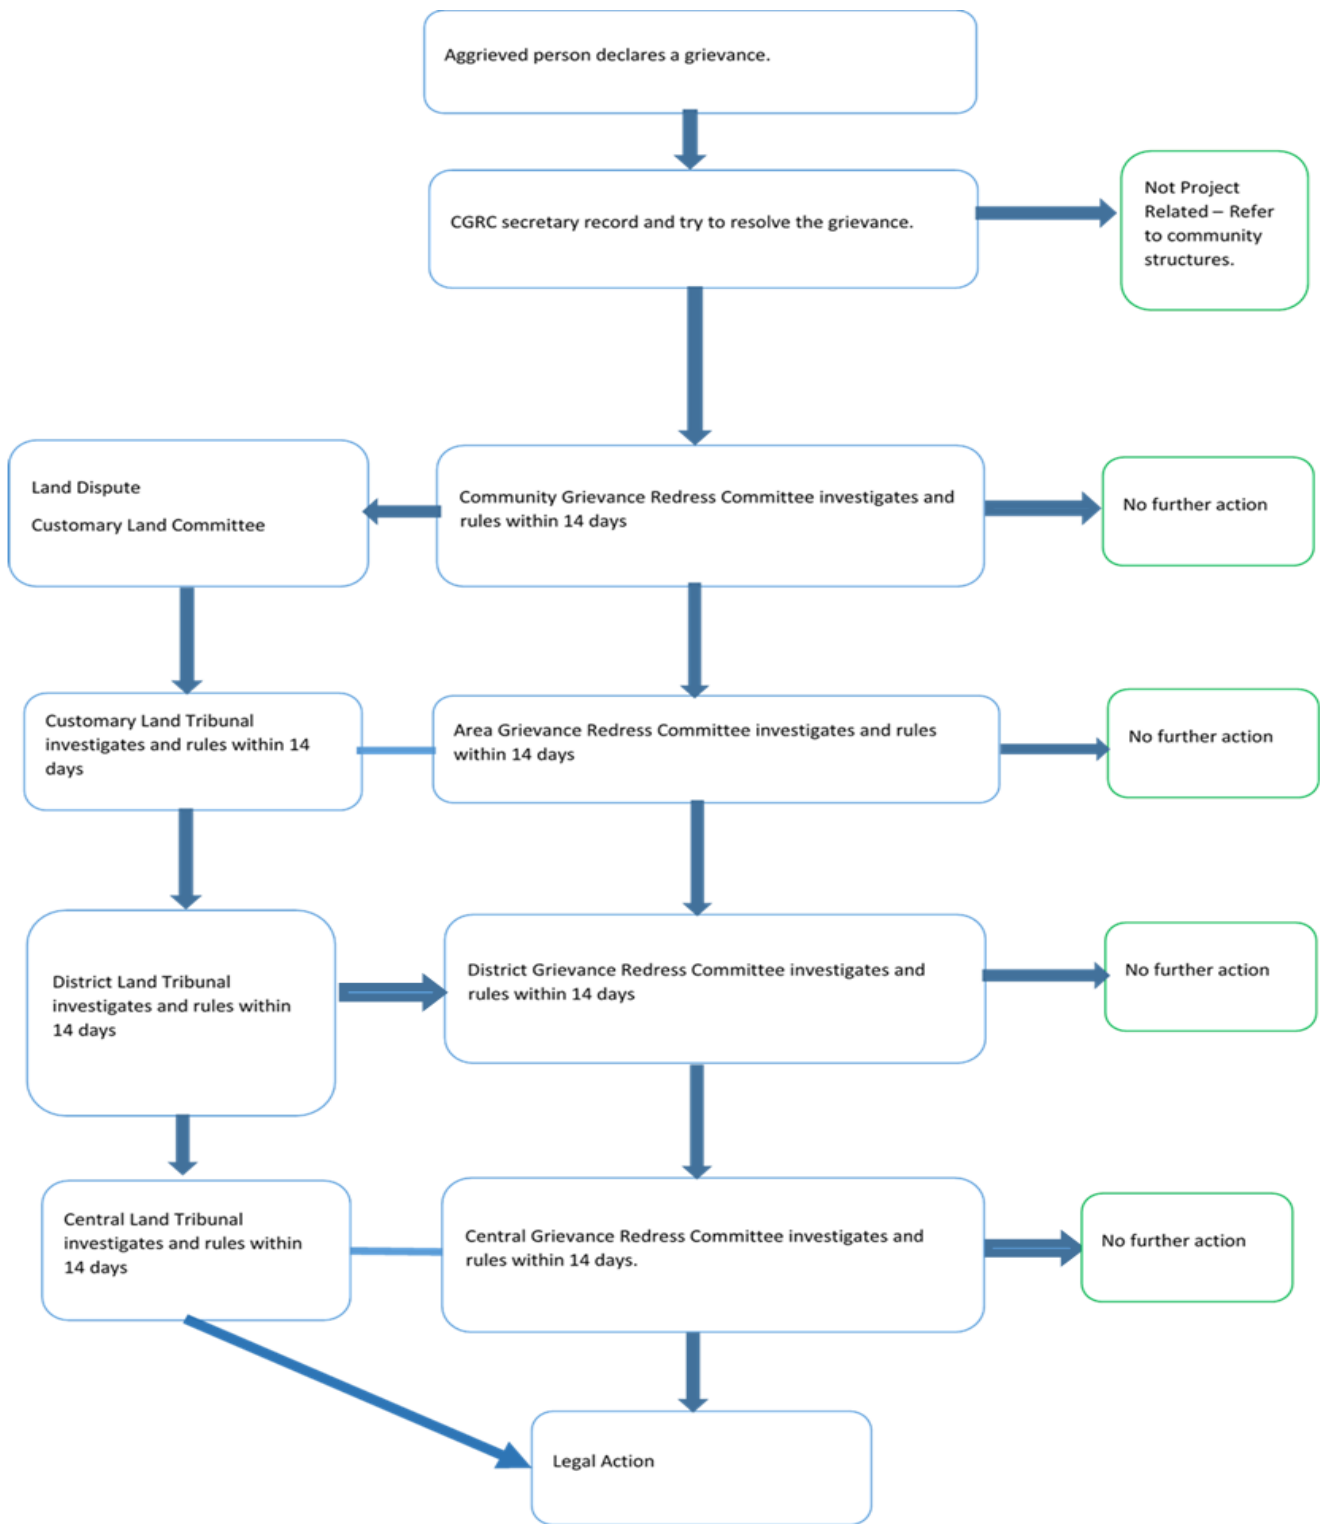 Aggrieved person declares a grievance.
CGRC secretary record and try to resolve the grievance.
Not Project
Related – Refer
to community
structures.
Land Dispute
Customary Land Committee
Community Grievance Redress Committee investigates and
rules within 14 days
No further action
Customary Land Tribunal
investigates and rules within 14
days
Area Grievance Redress Committee investigates and rules
within 14 days
No further action
District Land Tribunal
investigates and rules within
14 days
District Grievance Redress Committee investigates and
rules within 14 days
No further action
Central Land Tribunal
investigates and rules within
14 days
Central Grievance Redress Committee investigates and
rules within 14 days.
No further action
Legal Action